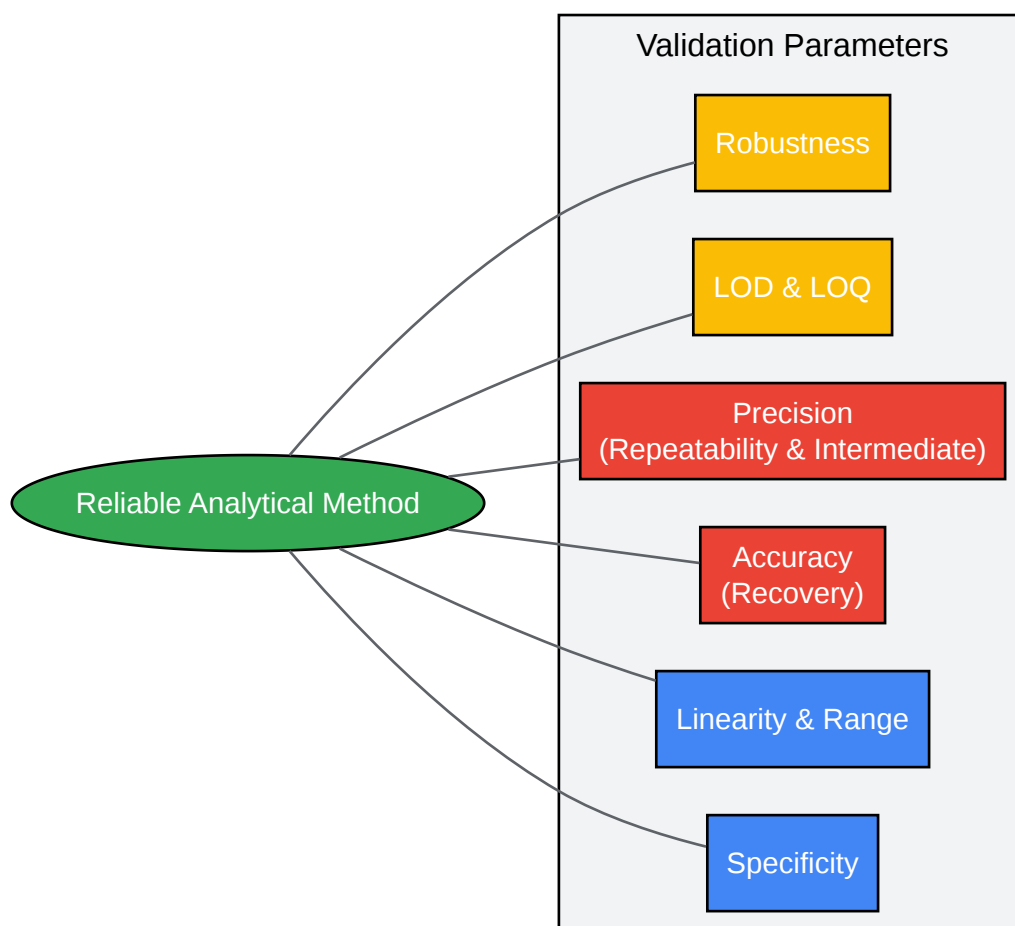 Validation Parameters
Robustness
LOD & LOQ
Precision
(Repeatability & Intermediate)
Reliable Analytical Method
Accuracy
(Recovery)
Linearity & Range
Specificity